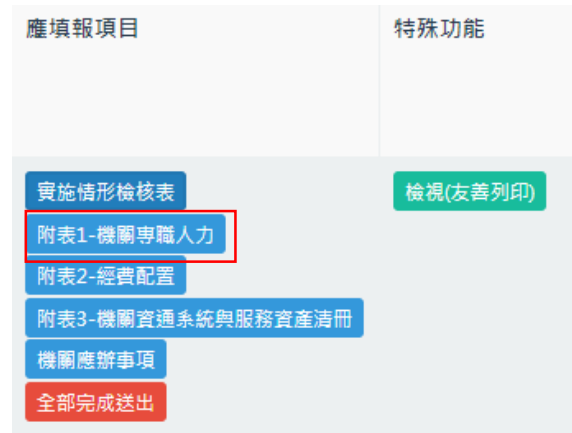 應填報項目
特殊功能
實施情形檢核表
檢視(友善列印)
附表1-機關專職人力
附表2-經費配置
附表3-機關資通系統與服務資產清冊
機關應辦事項
全部完成送出